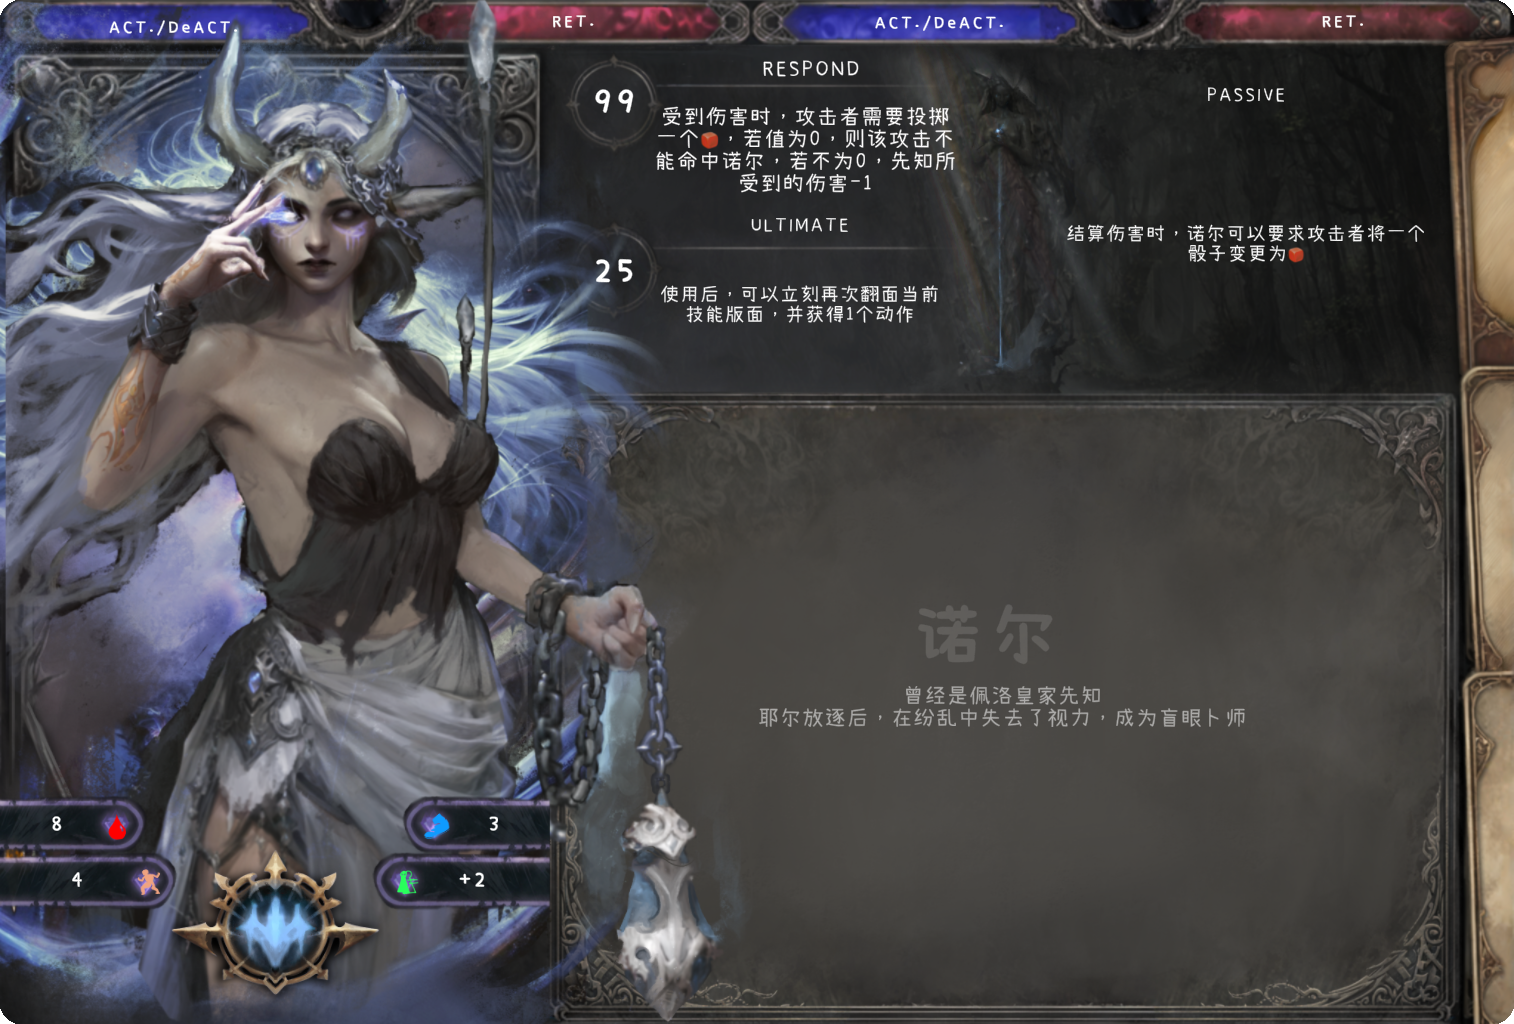 ACT./DeACT.
RET.
ACT./DeACT.
RET.
RESPOND
99
受到伤害时，攻击者需要投掷
一个，若值为0，则该攻击不
能命中诺尔，若不为0，先知所
受到的伤害-1
ULTIMATE
25
使用后，可以立刻再次翻面当前
技能版面，并获得1个动作
PASSIVE
结算伤害时，诺尔可以要求攻击者将一个
骰子变更为
诺尔
曾经是佩洛皇家先知
耶尔放逐后，在纷乱中失去了视力，成为盲眼卜师
8
3
4
+2